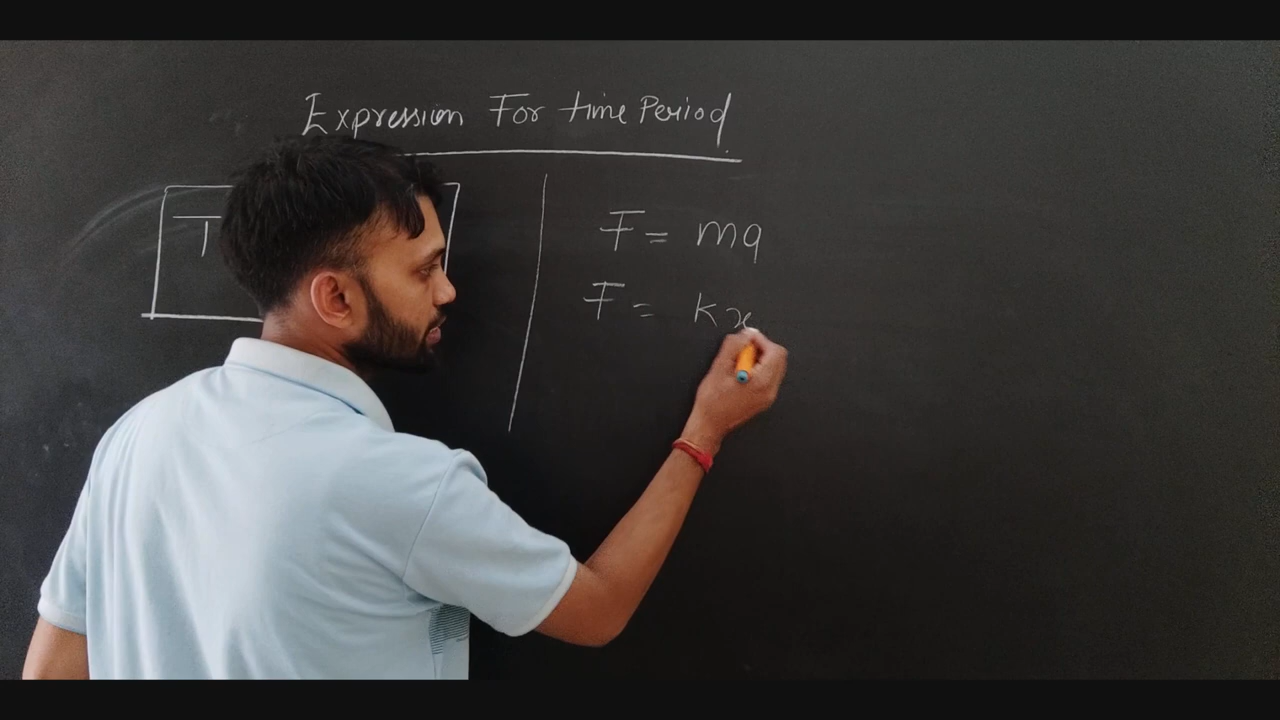 Expression For time Period
T
F = ma
F = kx